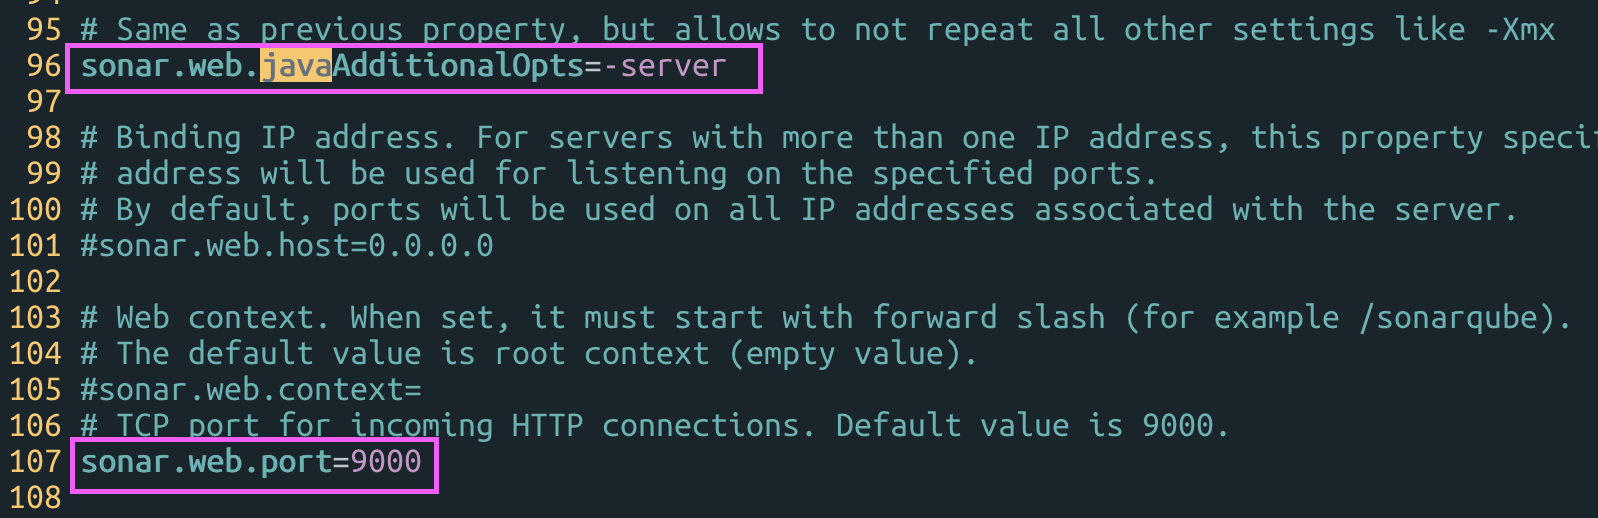 95 # Same as previous property, but allows to not repeat all other settings like -Xmx
96 sonar.web.javaAdditionalOpts=-server
97
98 # Binding IP address. For servers with more than one IP address, this property
99 # address will be used for listening on the specified ports.
100 # By default, ports will be used on all IP addresses associated with the server.
101 #sonar.web.host=0.0.0.0
102
103 # Web context. When set, it must start with forward slash (for example /sonarqube).
104 # The default value is root context (empty value).
105 #sonar.web.context=
106 # TCP port for incoming HTTP connections. Default value is 9000.
107 sonar.web.port=9000
108